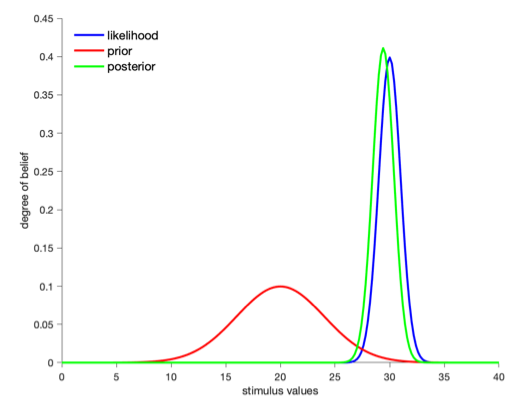 0.45
likelihood
prior
posterior
0.4
0.35
0.3
0.25
0.2
0.15
0.1
0.05
0
degree of belief
0 5 10 15 20 25 30 35 40
stimulus values